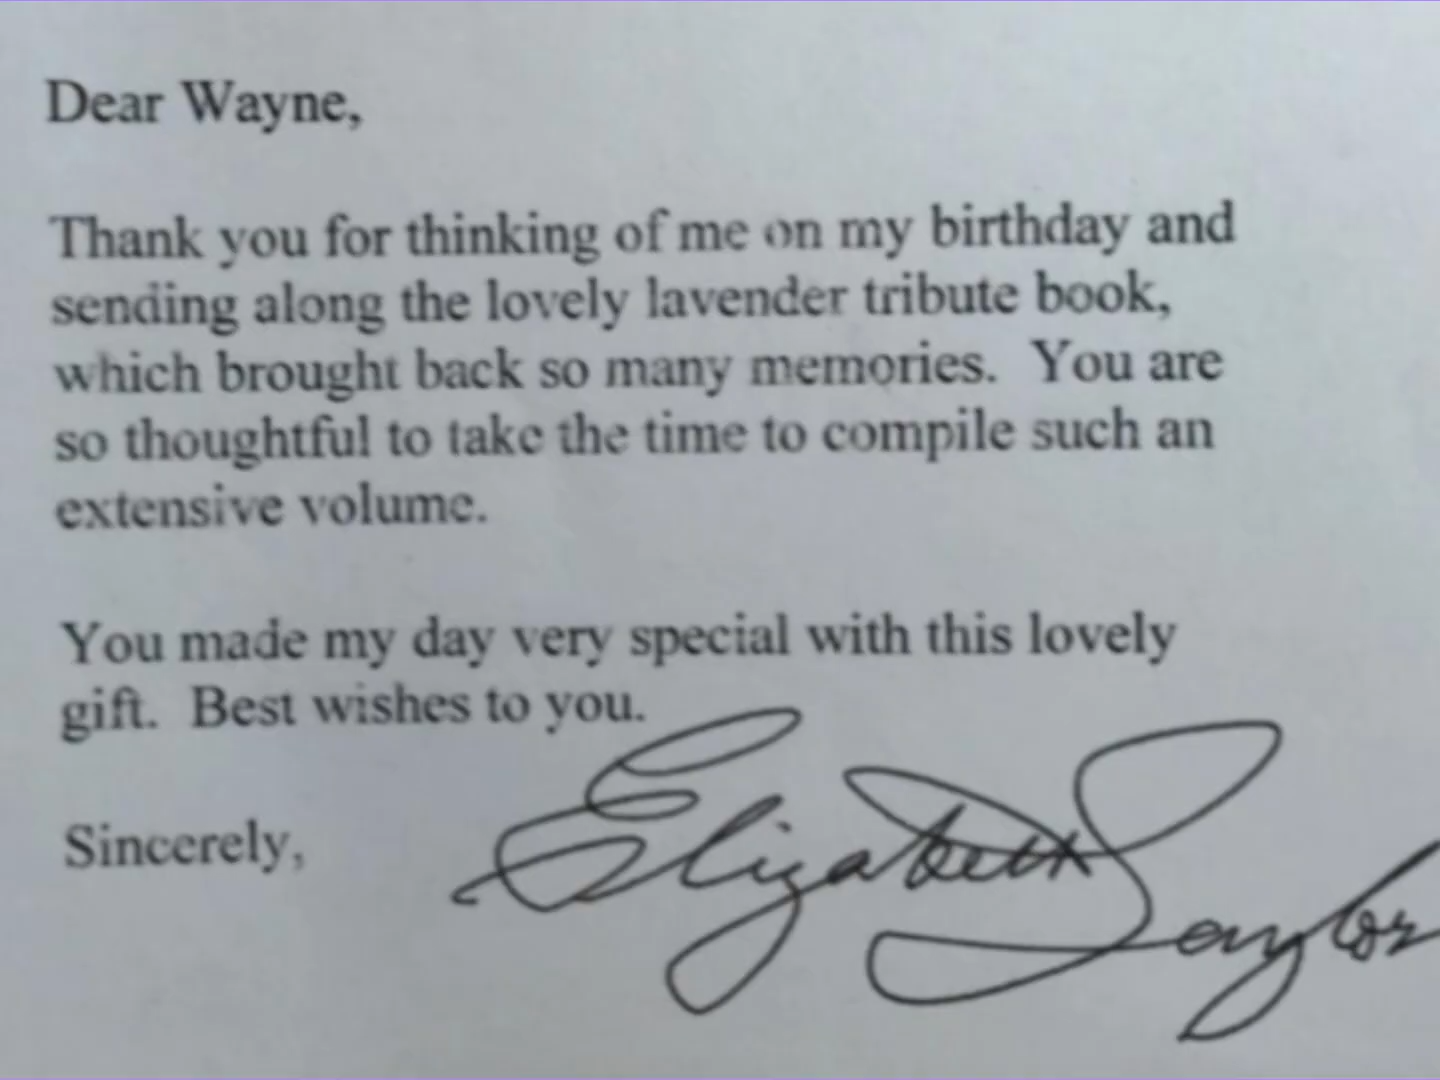 Dear Wayne,
Thank you for thinking of me on my birthday and
sending along the lovely lavender tribute book,
which brought back so many memories.  You are
so thoughtful to take the time to compile such an
extensive volume.
You made my day very special with this lovely
gift.  Best wishes to you.
Sincerely,
Elizabeth Taylor